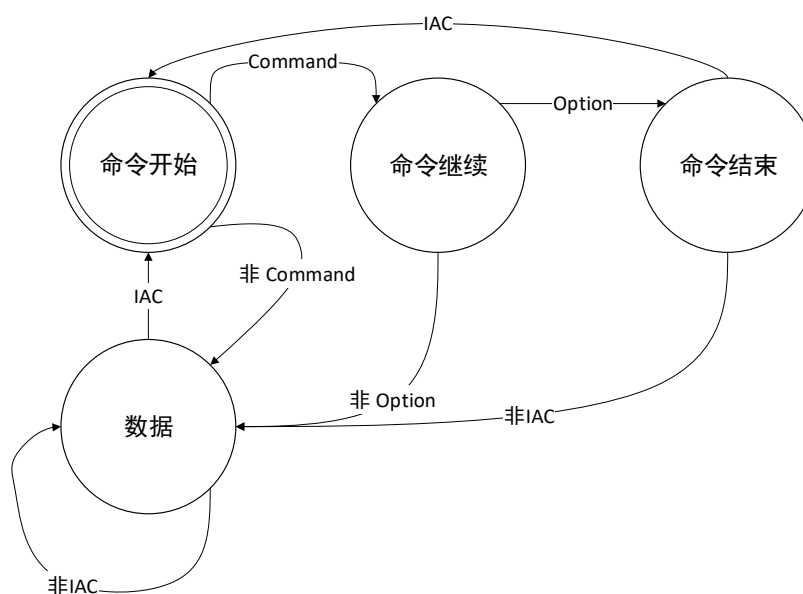 IAC
Command
Option
命令开始
命令继续
命令结束
非 Command
IAC
非 Option
非IAC
数据
非IAC